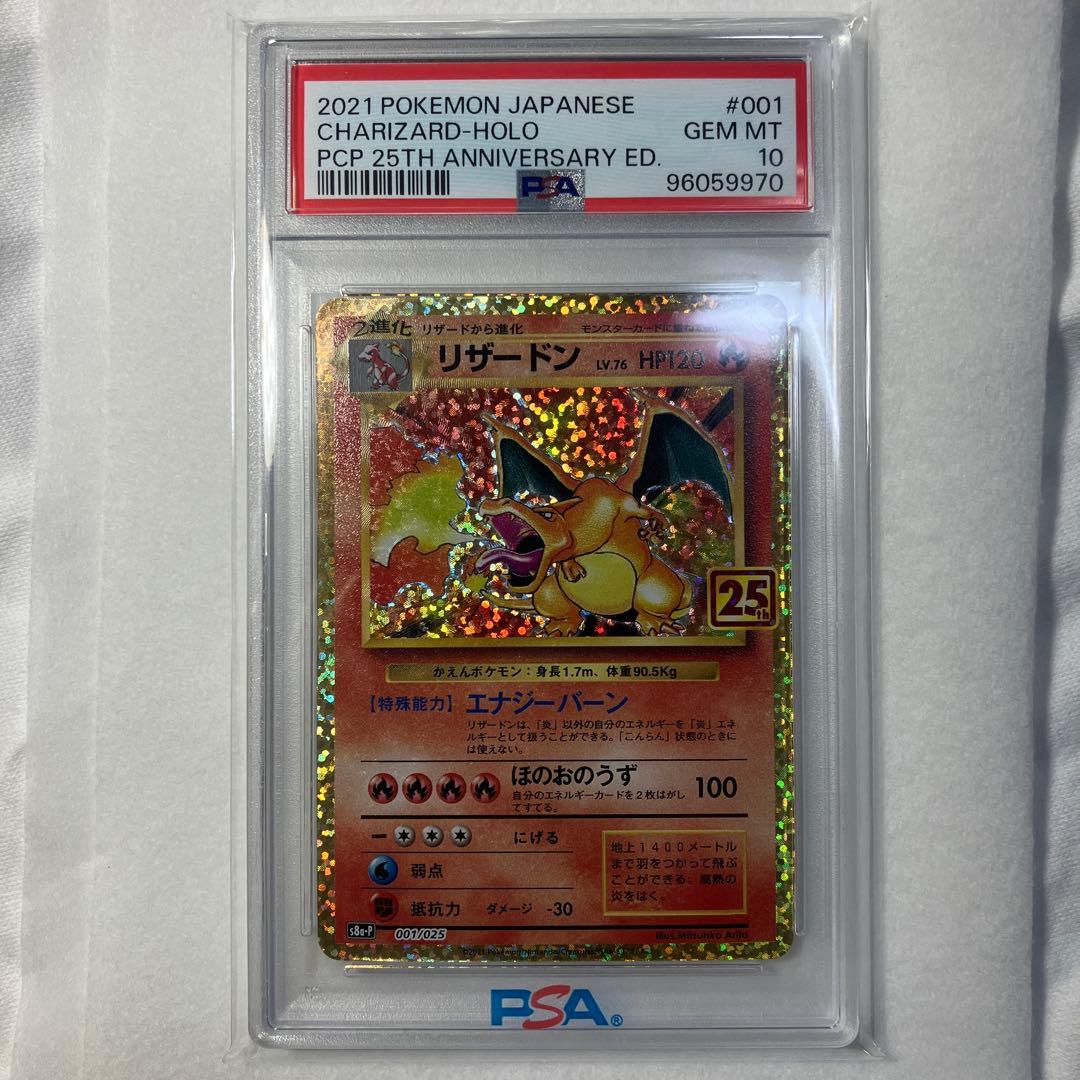 2021 POKEMON JAPANESE #001
CHARIZARD-HOLO GEM MT
PCP 25TH ANNIVERSARY ED. 10
PSA 96059970
2進化 リザードから進化
リザードン LV.76 HP120
25th
かえんポケモン：身長1.7m、体重90.5Kg
【特殊能力】エナジーバーン
リザードンは、「炎」以外の自分のエネルギーを「炎」エネ
ルギーとして扱うことができる。「こんらん」状態のときに
は使えない。
ほのおのうず 100
自分のエネルギーカードを2枚はがし
てすてる。
にげる
弱点
抵抗力 ダメージ -30
地上1400メートル
まで羽をつかって飛ぶ
ことができる。高熱の
炎をはく。
s8a-P 001/025
Illus. Mitsuhiro Arita
©2021 Pokémon/Nintendo
PSA®